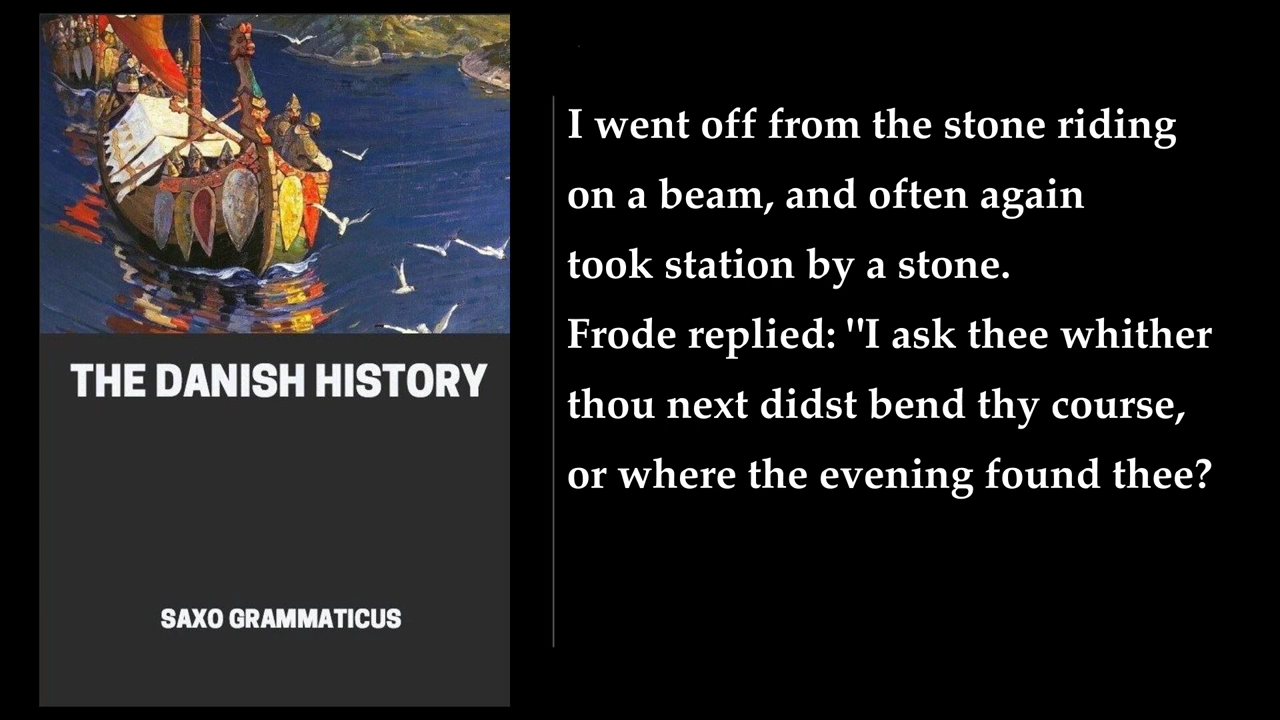 THE DANISH HISTORY
SAXO GRAMMATICUS
I went off from the stone riding
on a beam, and often again
took station by a stone.
Frode replied: "I ask thee whither
thou next didst bend thy course,
or where the evening found thee?